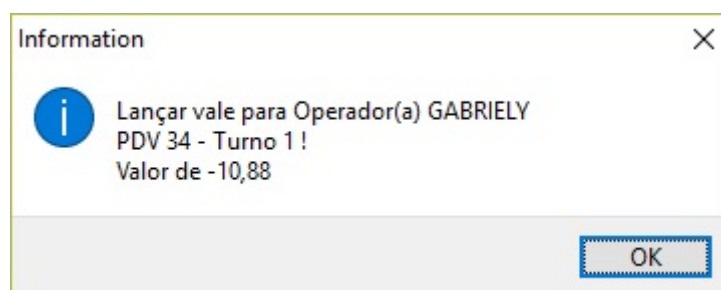 Information
Lançar vale para Operador(a) GABRIELY
PDV 34 - Turno 1 !
Valor de -10,88
OK